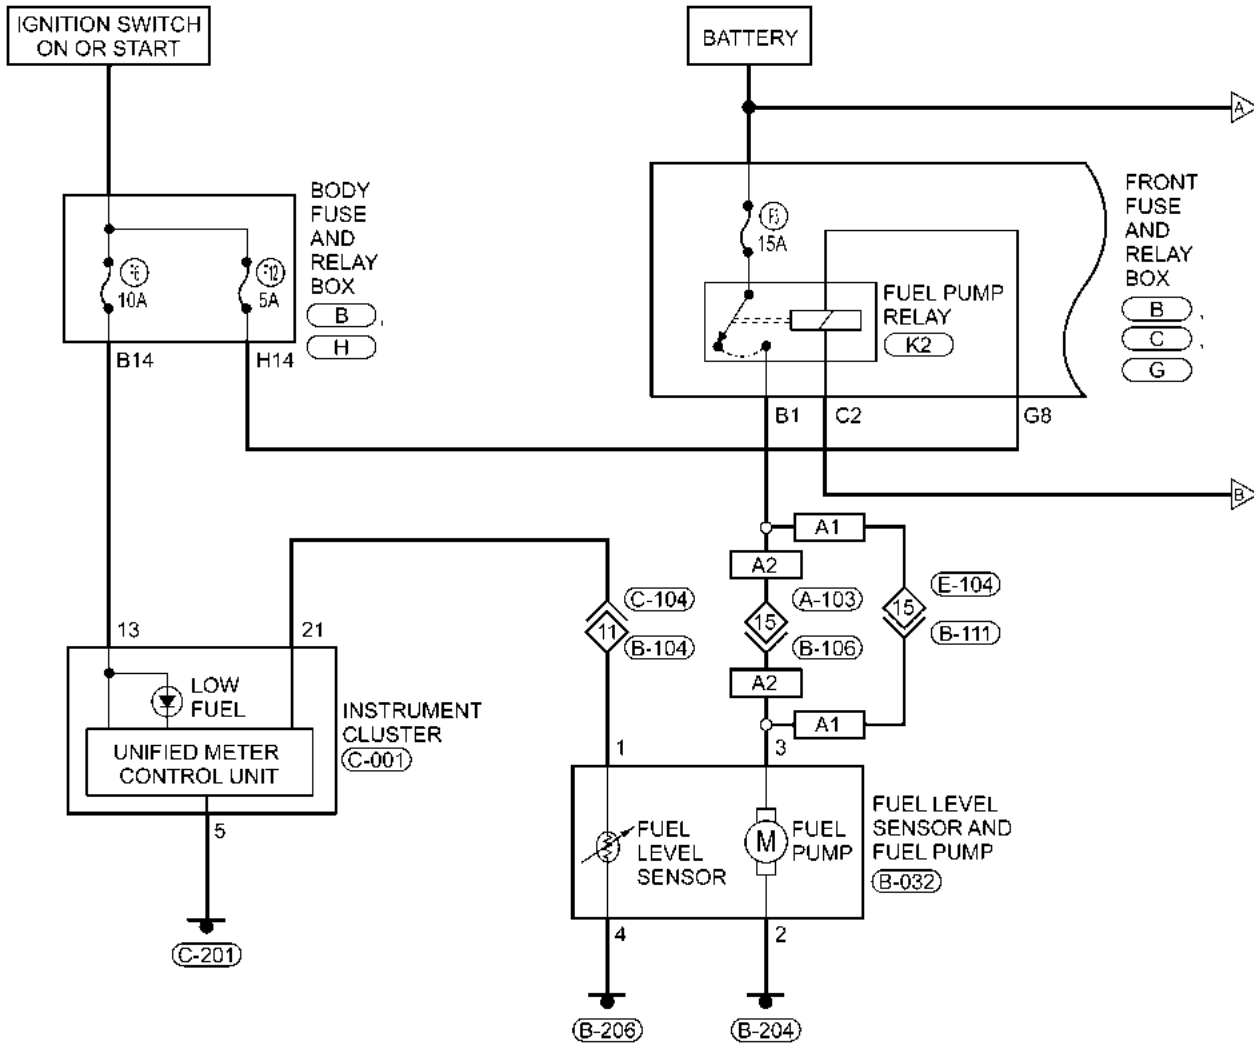 IGNITION SWITCH
ON OR START
BATTERY
A
BODY
FUSE
AND
RELAY
BOX
B ,
H
F6
10A
F12
5A
B14
H14
FRONT
FUSE
AND
RELAY
BOX
B ,
C ,
G
15A
FUEL PUMP
RELAY
K2
B1
C2
G8
B
A1
A2
C-104
11
B-104
A-103
15
B-106
E-104
15
B-111
A2
A1
13
21
LOW
FUEL
UNIFIED METER
CONTROL UNIT
INSTRUMENT
CLUSTER
C-001
5
C-201
1
3
FUEL
LEVEL
SENSOR
M
FUEL
PUMP
FUEL LEVEL
SENSOR AND
FUEL PUMP
B-032
4
2
B-206
B-204